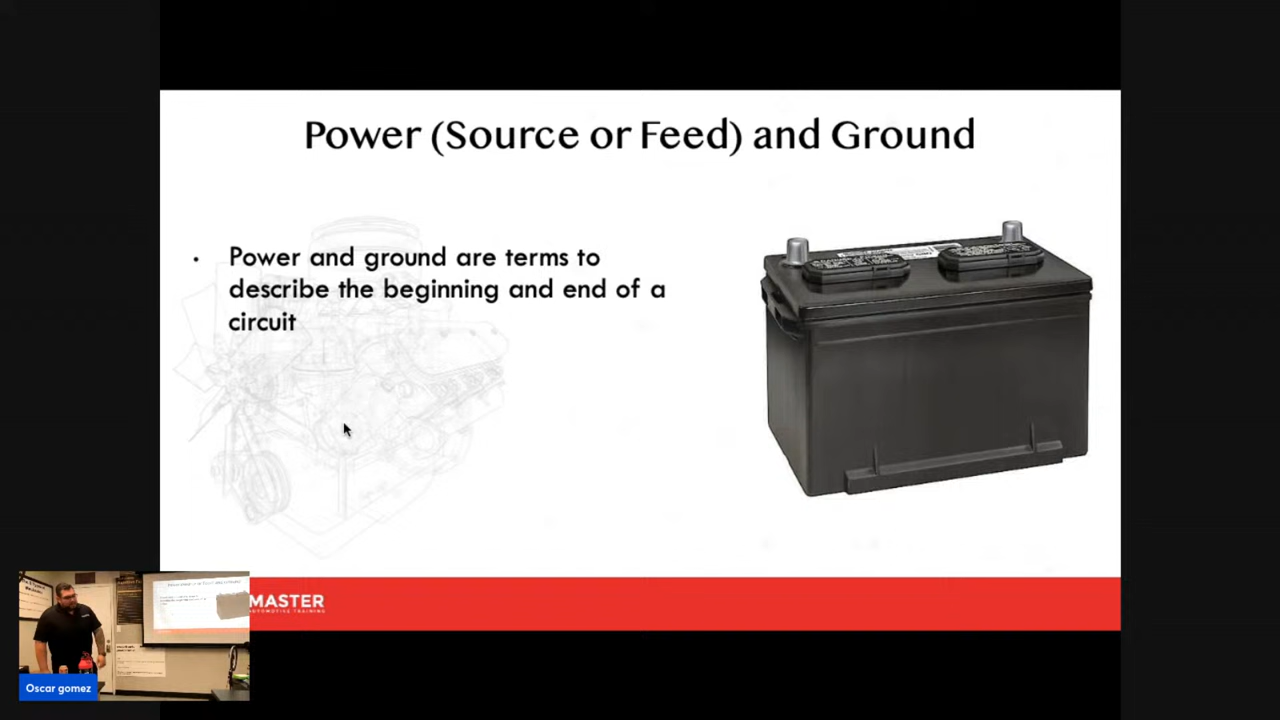 Power (Source or Feed) and Ground
• Power and ground are terms to
describe the beginning and end of a
circuit
MASTER
AUTOMOTIVE TRAINING
Oscar gomez